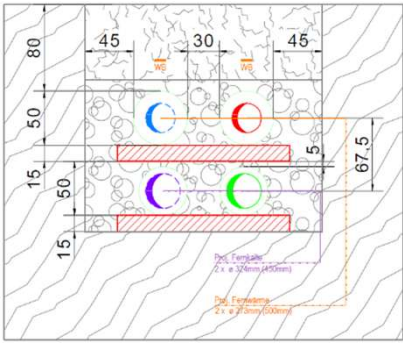 45 30 45
80
WB WB
50
5
67.5
15
50
15
Proj. Fernkälte
2 x ø 324mm (450mm)
Proj. Fernwärme
2 x ø 273mm (500mm)